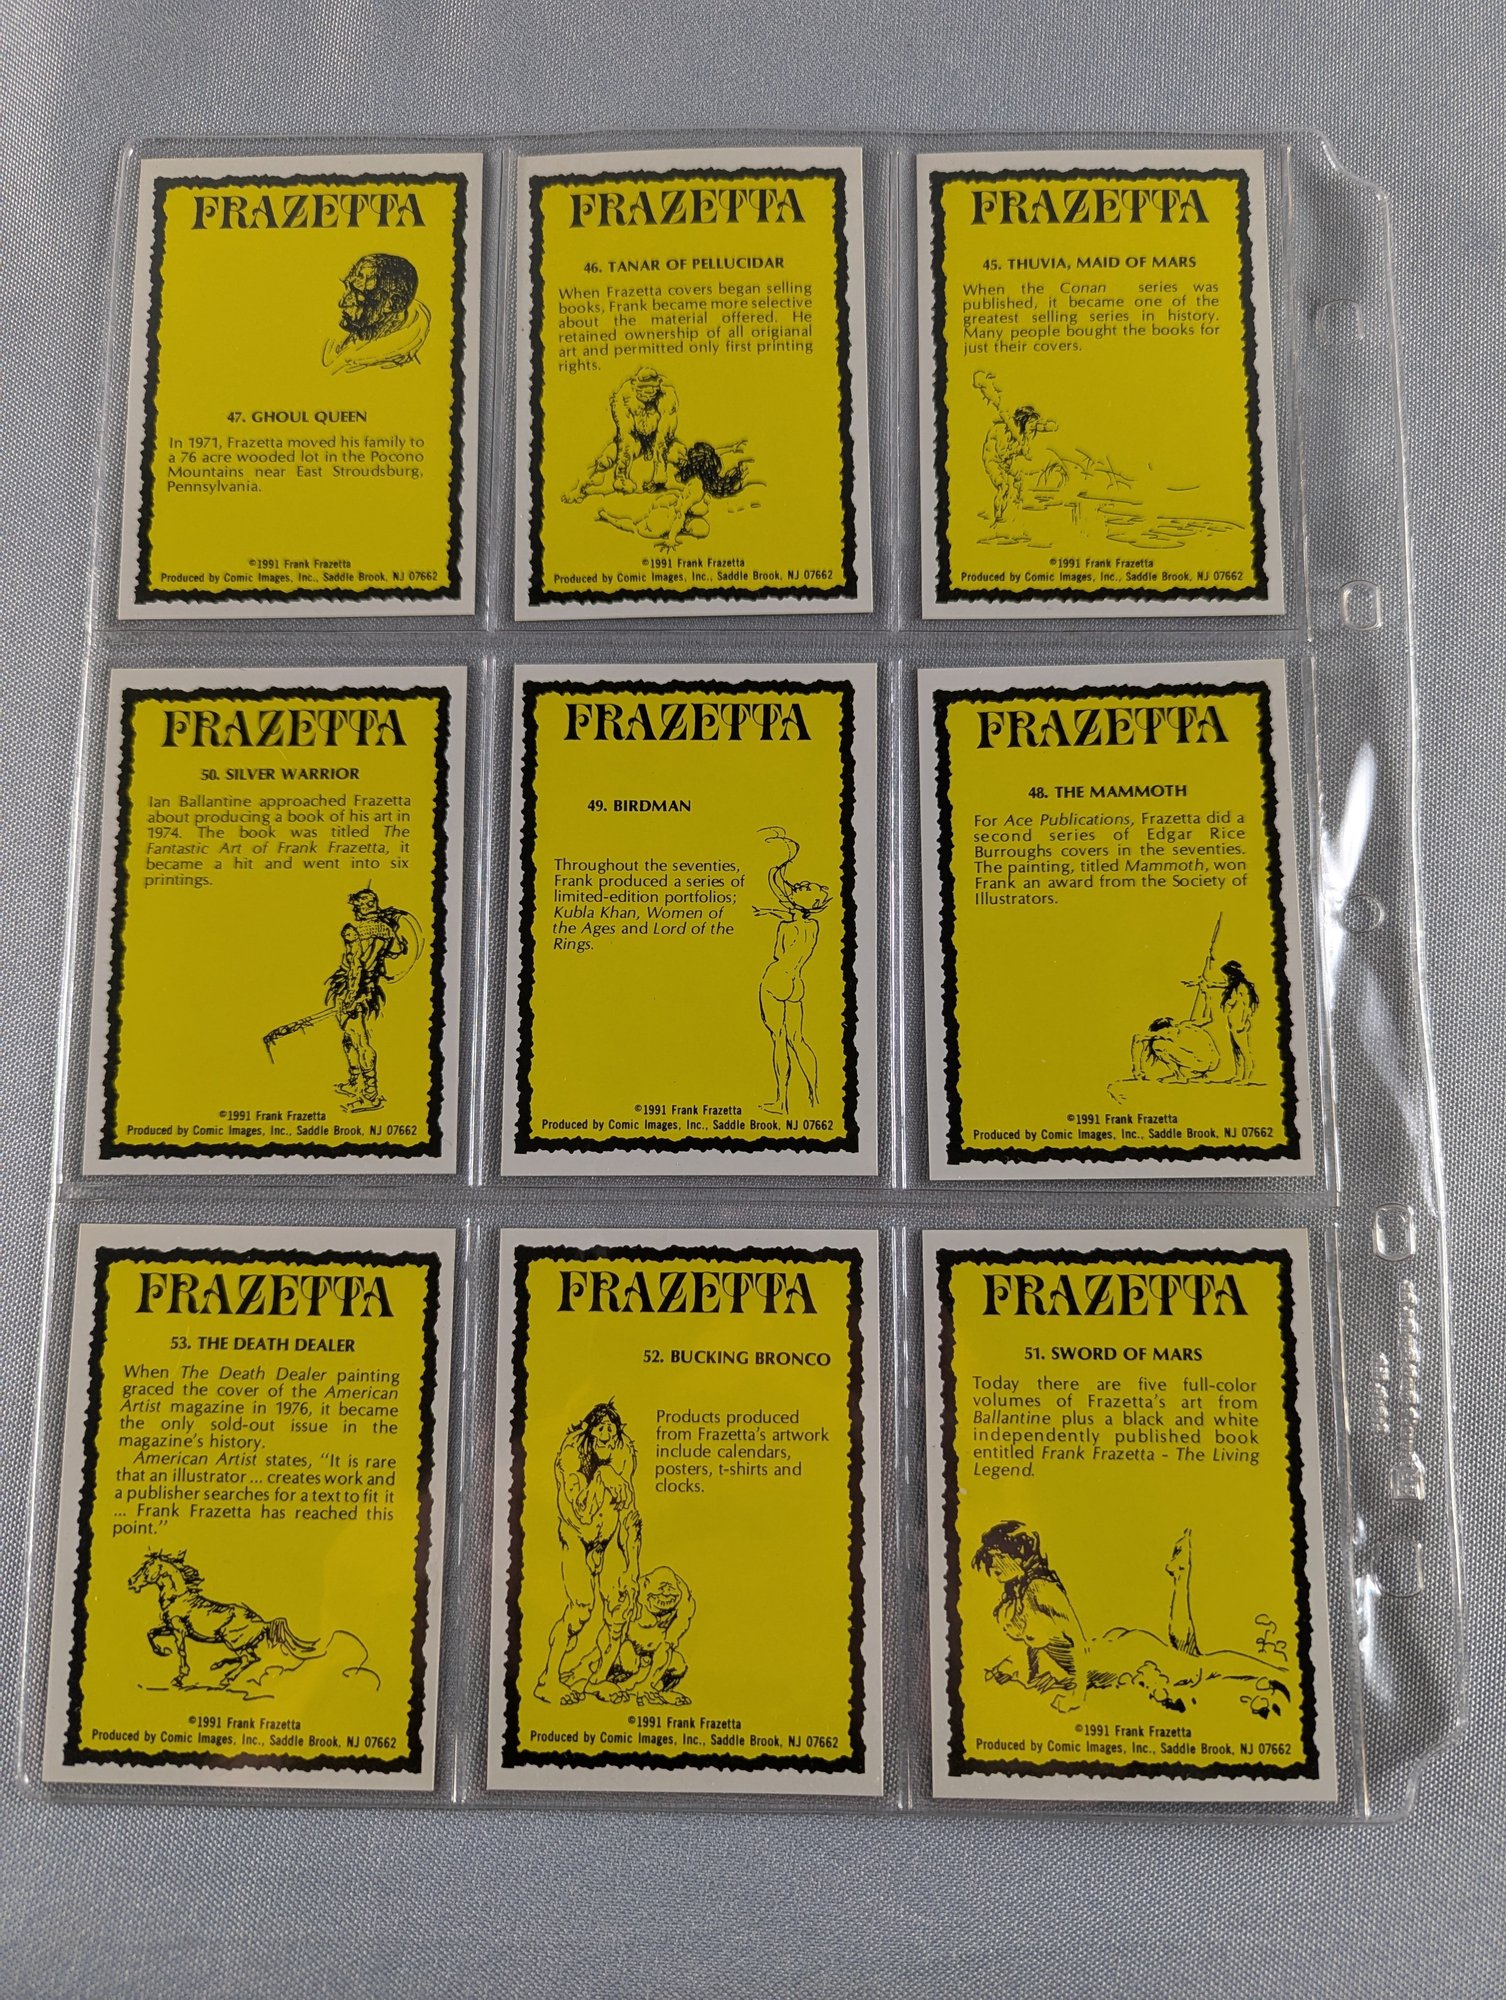 FRAZETTA
47. GHOUL QUEEN
In 1971, Frazetta moved his family to
a 76 acre wooded lot in the Pocono
Mountains near East Stroudsburg,
Pennsylvania.
©1991 Frank Frazetta
Produced by Comic Images, Inc., Saddle Brook, NJ 07662
FRAZETTA
46. TANAR OF PELLUCIDAR
When Frazetta covers began selling
books, Frank became more selective
about the material offered. He
retained ownership of all origianal
art and permitted only first printing
rights.
©1991 Frank Frazetta
Produced by Comic Images, Inc., Saddle Brook, NJ 07662
FRAZETTA
45. THUVIA, MAID OF MARS
When the Conan series was
published, it became one of the
greatest selling series in history.
Many people bought the books for
just their covers.
©1991 Frank Frazetta
Produced by Comic Images, Inc., Saddle Brook, NJ 07662
FRAZETTA
50. SILVER WARRIOR
Ian Ballantine approached Frazetta
about producing a book of his art in
1974. The book was titled The
Fantastic Art of Frank Frazetta, it
became a hit and went into six
printings.
©1991 Frank Frazetta
Produced by Comic Images, Inc., Saddle Brook, NJ 07662
FRAZETTA
49. BIRDMAN
Throughout the seventies,
Frank produced a series of
limited-edition portfolios;
Kubla Khan, Women of
the Ages and Lord of the
Rings.
©1991 Frank Frazetta
Produced by Comic Images, Inc., Saddle Brook, NJ 07662
FRAZETTA
48. THE MAMMOTH
For Ace Publications, Frazetta did a
second series of Edgar Rice
Burroughs covers in the seventies.
The painting, titled Mammoth, won
Frank an award from the Society of
Illustrators.
©1991 Frank Frazetta
Produced by Comic Images, Inc., Saddle Brook, NJ 07662
FRAZETTA
53. THE DEATH DEALER
When The Death Dealer painting
graced the cover of the American
Artist magazine in 1976, it became
the only sold-out issue in the
magazine's history.
American Artist states, "It is rare
that an illustrator ... creates work and
a publisher searches for a text to fit it
... Frank Frazetta has reached this
point."
©1991 Frank Frazetta
Produced by Comic Images, Inc., Saddle Brook, NJ 07662
FRAZETTA
52. BUCKING BRONCO
Products produced
from Frazetta's artwork
include calendars,
posters, t-shirts and
clocks.
©1991 Frank Frazetta
Produced by Comic Images, Inc., Saddle Brook, NJ 07662
FRAZETTA
51. SWORD OF MARS
Today there are five full-color
volumes of Frazetta's art from
Ballantine plus a black and white
independently published book
entitled Frank Frazetta - The Living
Legend.
©1991 Frank Frazetta
Produced by Comic Images, Inc., Saddle Brook, NJ 07662